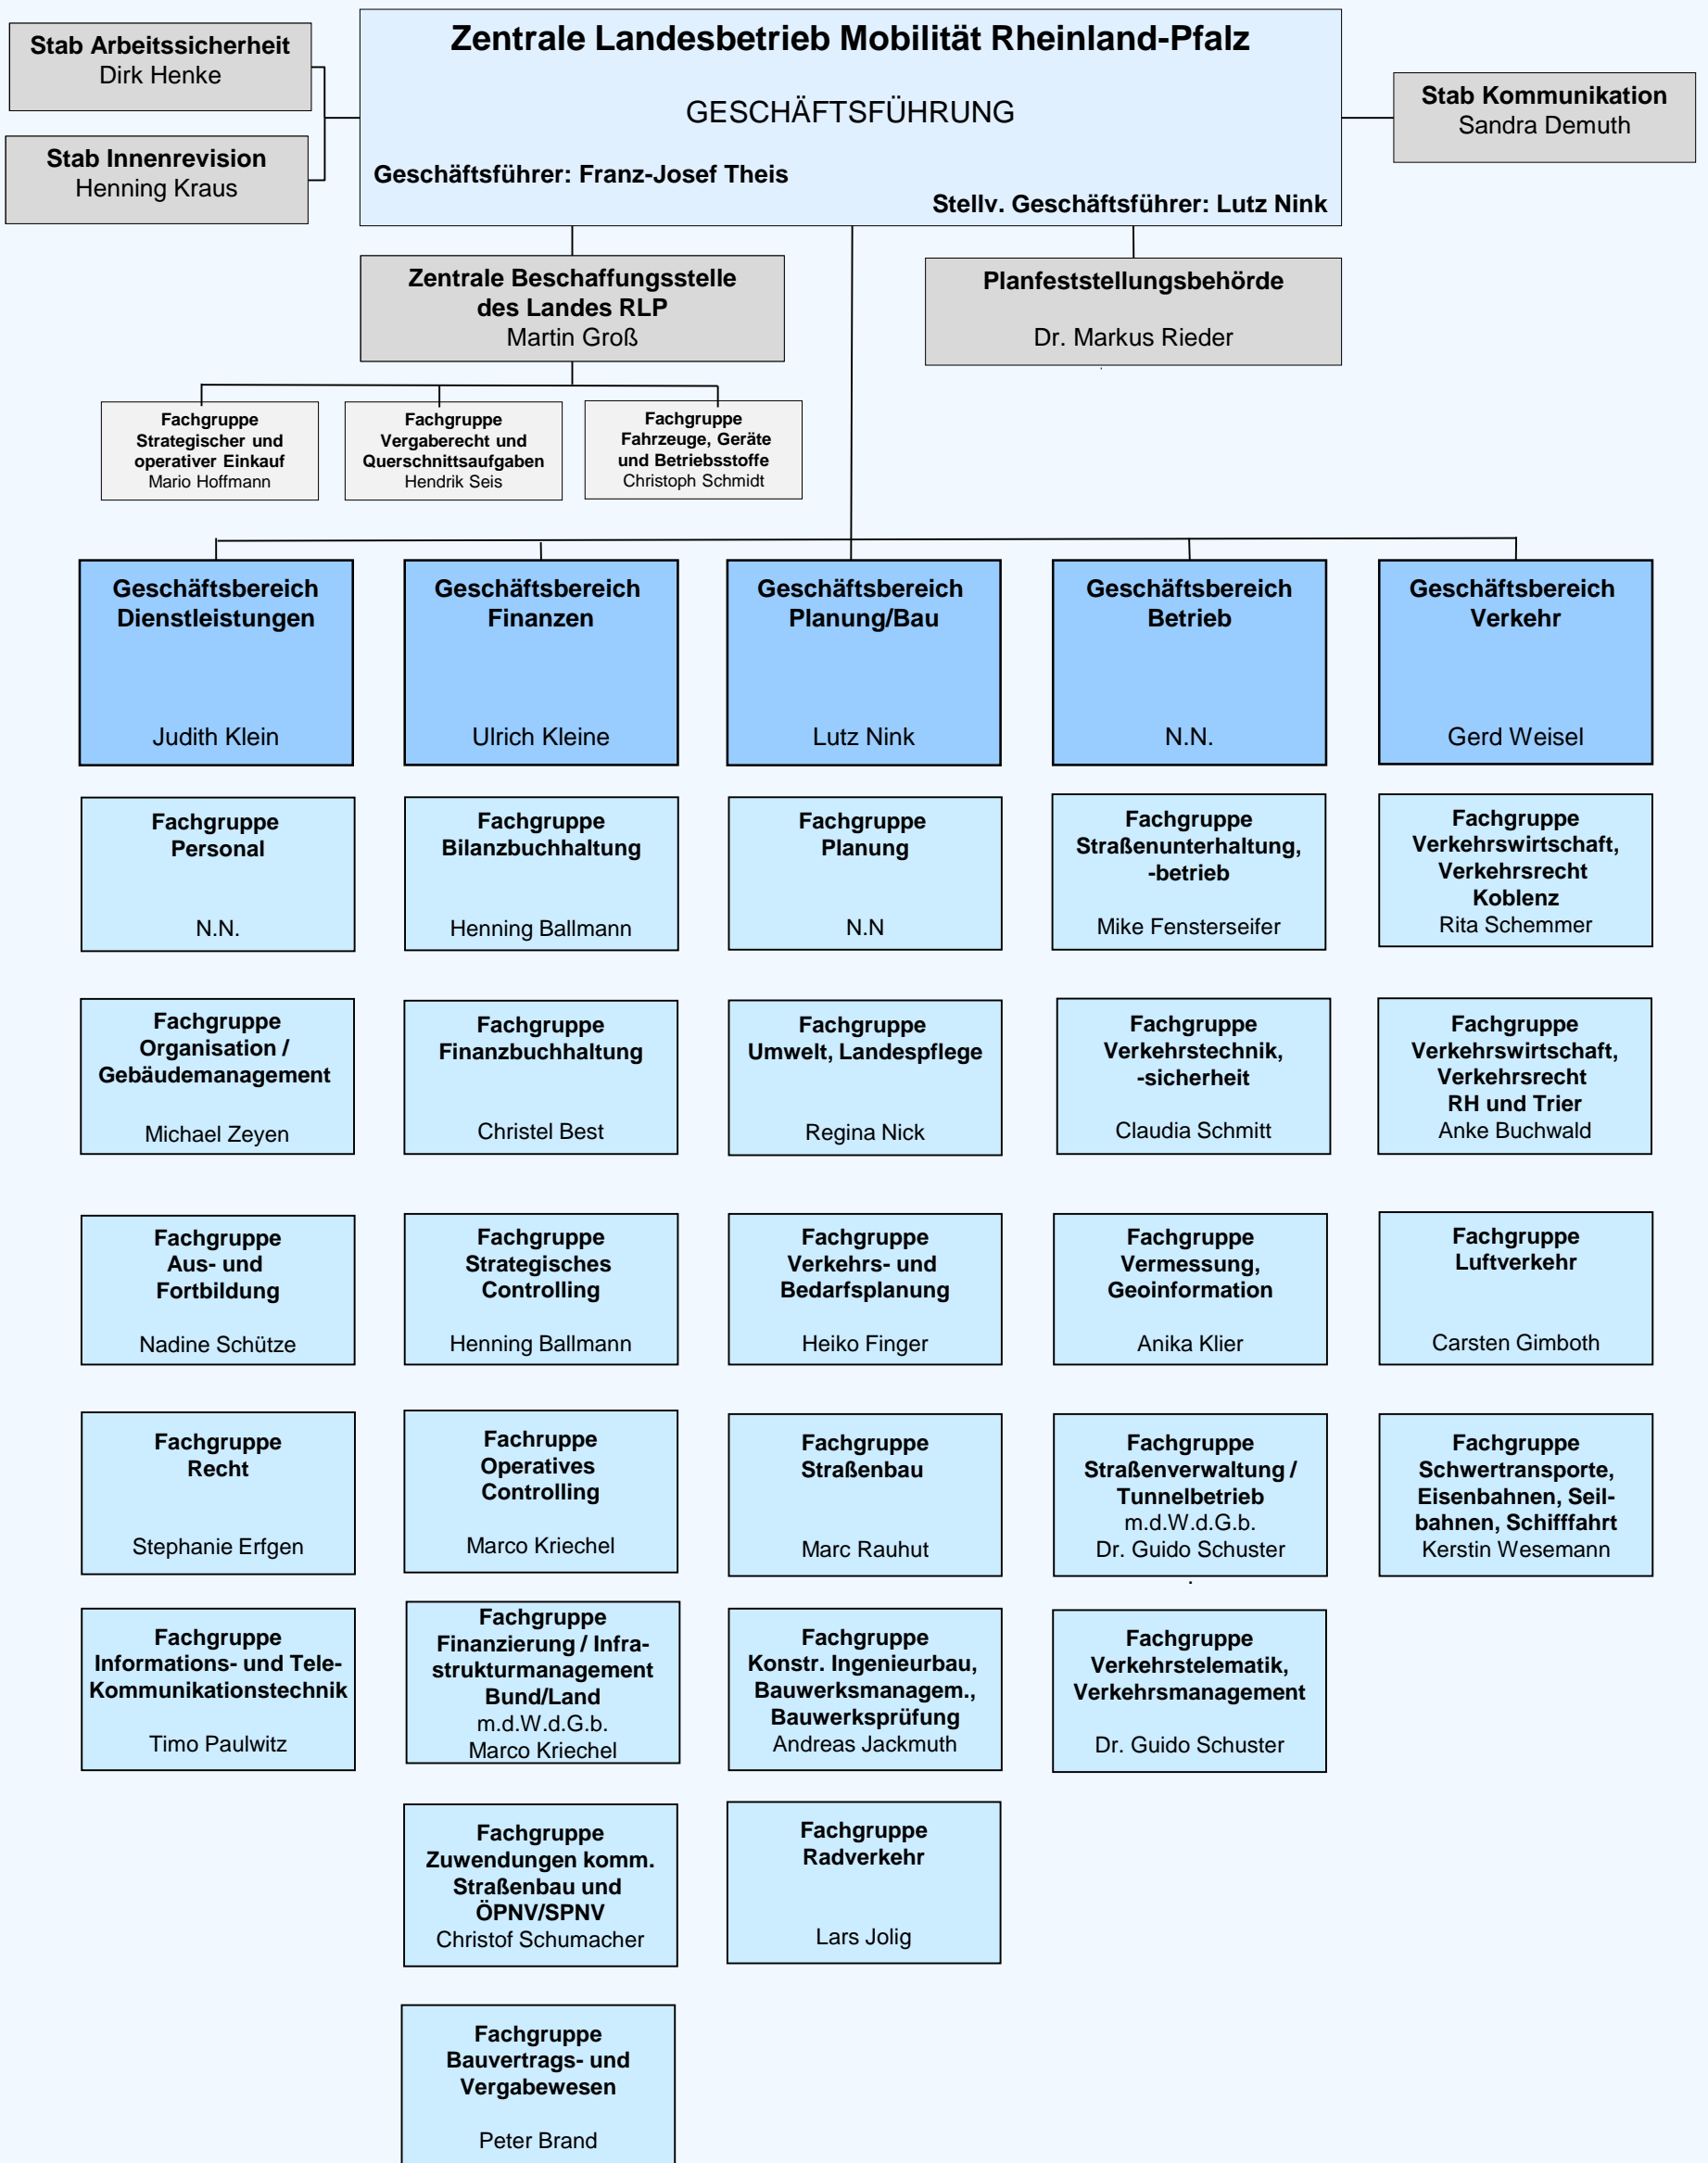 Stab Arbeitssicherheit
Dirk Henke
Stab Innenrevision
Henning Kraus
Zentrale Landesbetrieb Mobilität Rheinland-Pfalz
GESCHÄFTSFÜHRUNG
Geschäftsführer: Franz-Josef Theis
Stellv. Geschäftsführer: Lutz Nink
Stab Kommunikation
Sandra Demuth
Zentrale Beschaffungsstelle
des Landes RLP
Martin Groß
Planfeststellungsbehörde
Dr. Markus Rieder
Fachgruppe
Strategischer und
operativer Einkauf
Mario Hoffmann
Fachgruppe
Vergaberecht und
Querschnittsaufgaben
Hendrik Seis
Fachgruppe
Fahrzeuge, Geräte
und Betriebsstoffe
Christoph Schmidt
Geschäftsbereich
Dienstleistungen
Judith Klein
Geschäftsbereich
Finanzen
Ulrich Kleine
Geschäftsbereich
Planung/Bau
Lutz Nink
Geschäftsbereich
Betrieb
N.N.
Geschäftsbereich
Verkehr
Gerd Weisel
Fachgruppe
Personal
N.N.
Fachgruppe
Bilanzbuchhaltung
Henning Ballmann
Fachgruppe
Planung
N.N
Fachgruppe
Straßenunterhaltung,
-betrieb
Mike Fensterseifer
Fachgruppe
Verkehrswirtschaft,
Verkehrsrecht
Koblenz
Rita Schemmer
Fachgruppe
Organisation /
Gebäudemanagement
Michael Zeyen
Fachgruppe
Finanzbuchhaltung
Christel Best
Fachgruppe
Umwelt, Landespflege
Regina Nick
Fachgruppe
Verkehrstechnik,
-sicherheit
Claudia Schmitt
Fachgruppe
Verkehrswirtschaft,
Verkehrsrecht
RH und Trier
Anke Buchwald
Fachgruppe
Aus- und
Fortbildung
Nadine Schütze
Fachgruppe
Strategisches
Controlling
Henning Ballmann
Fachgruppe
Verkehrs- und
Bedarfsplanung
Heiko Finger
Fachgruppe
Vermessung,
Geoinformation
Anika Klier
Fachgruppe
Luftverkehr
Carsten Gimboth
Fachgruppe
Recht
Stephanie Erfgen
Fachruppe
Operatives
Controlling
Marco Kriechel
Fachgruppe
Straßenbau
Marc Rauhut
Fachgruppe
Straßenverwaltung /
Tunnelbetrieb
m.d.W.d.G.b.
Dr. Guido Schuster
.
Fachgruppe
Schwertransporte,
Eisenbahnen, Seil-
bahnen, Schifffahrt
Kerstin Wesemann
Fachgruppe
Informations- und Tele-
Kommunikationstechnik
Timo Paulwitz
Fachgruppe
Finanzierung / Infra-
strukturmanagement
Bund/Land
m.d.W.d.G.b.
Marco Kriechel
Fachgruppe
Konstr. Ingenieurbau,
Bauwerksmanagem.,
Bauwerksprüfung
Andreas Jackmuth
Fachgruppe
Verkehrstelematik,
Verkehrsmanagement
Dr. Guido Schuster
Fachgruppe
Zuwendungen komm.
Straßenbau und
ÖPNV/SPNV
Christof Schumacher
Fachgruppe
Radverkehr
Lars Jolig
Fachgruppe
Bauvertrags- und
Vergabewesen
Peter Brand